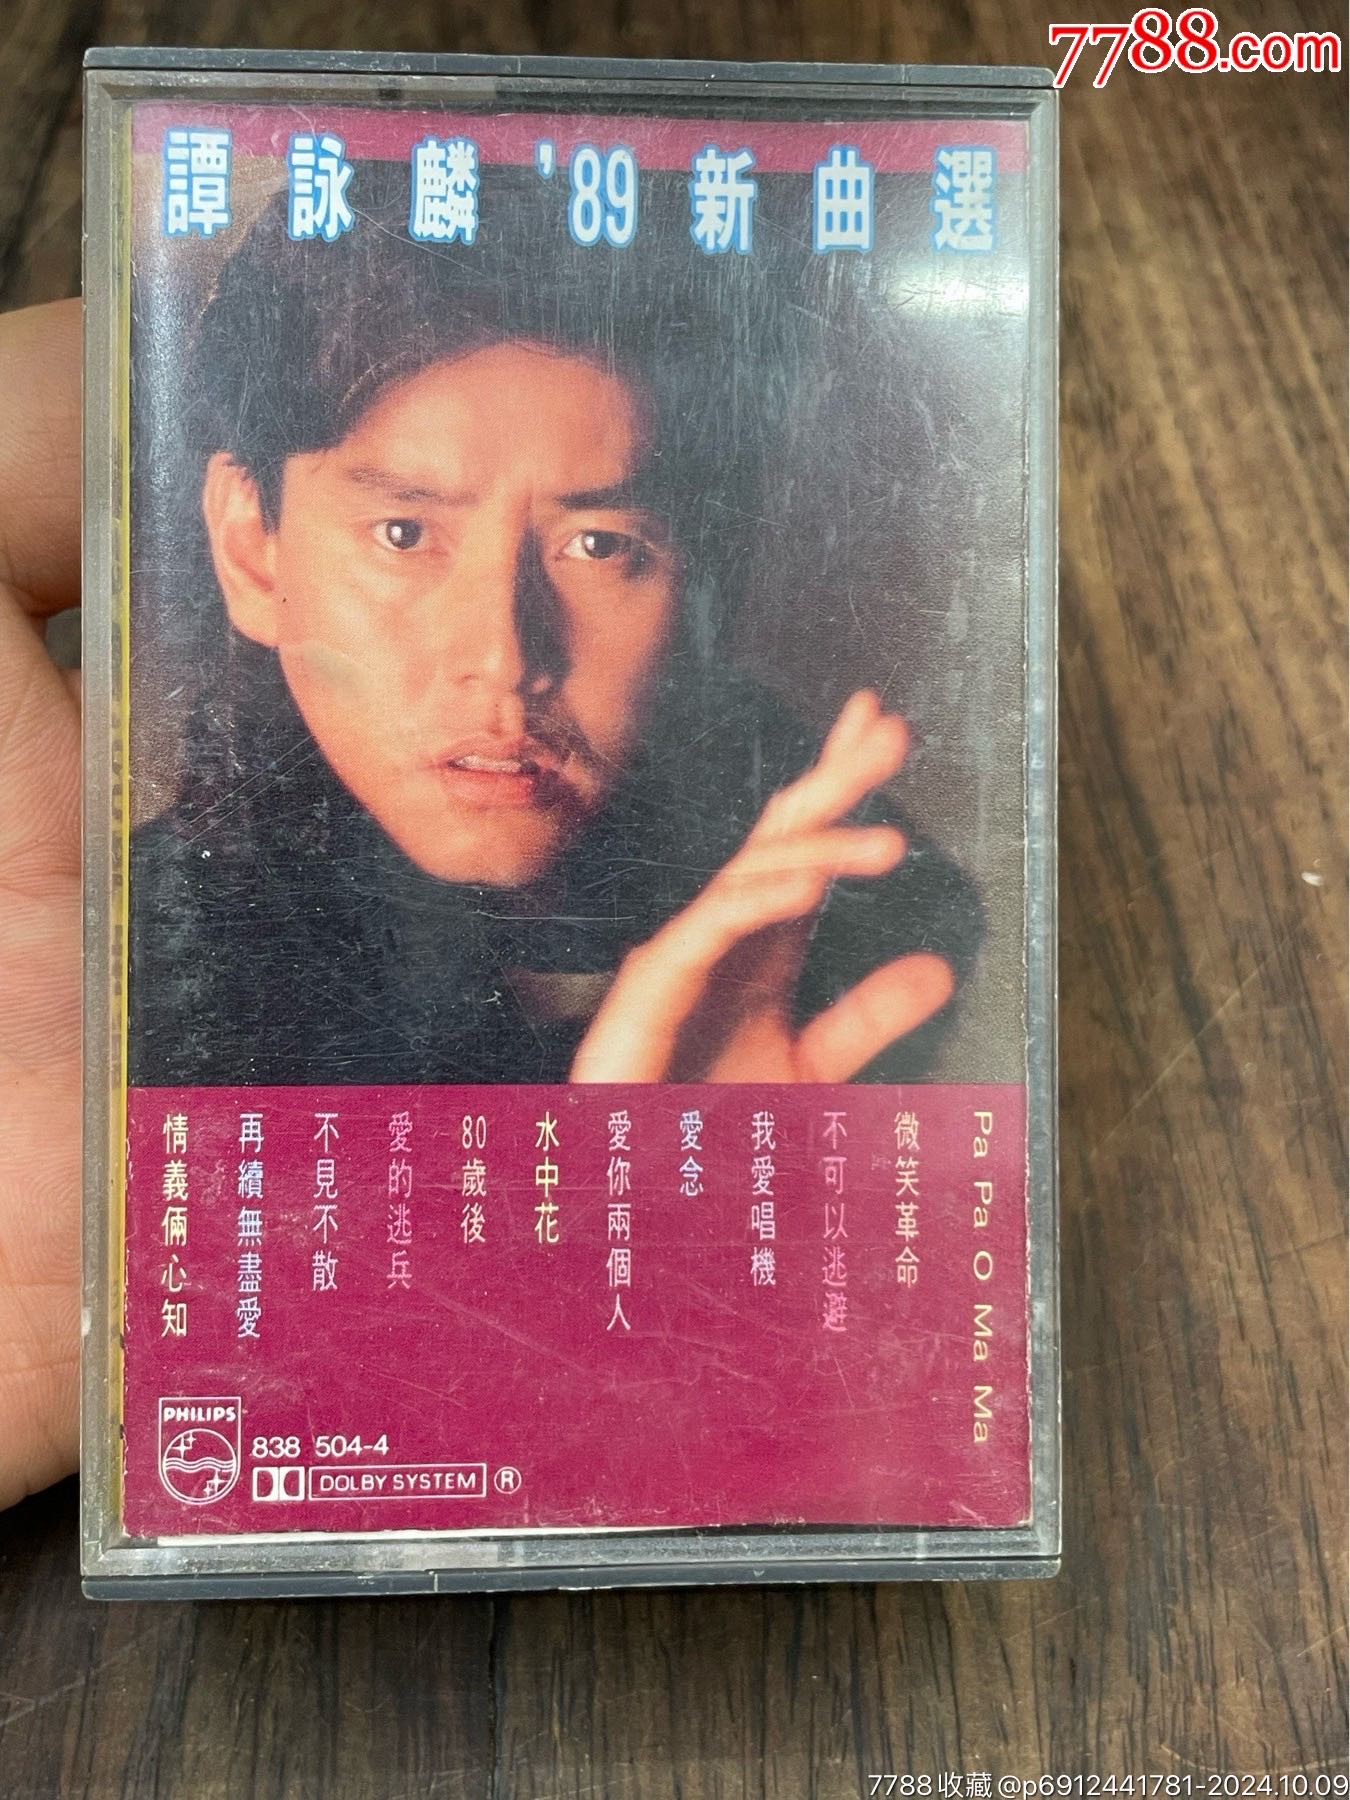 7788.com
譚詠麟'89新曲選
Pa Pa O Ma Ma
微笑革命
不可以逃避
我愛唱機
愛念
愛你兩個人
水中花
80歲後
愛的逃兵
不見不散
再續無盡愛
情義倆心知
PHILIPS
838 504-4
DOLBY SYSTEM ®
7788收藏@p6912441781-2024.10.09